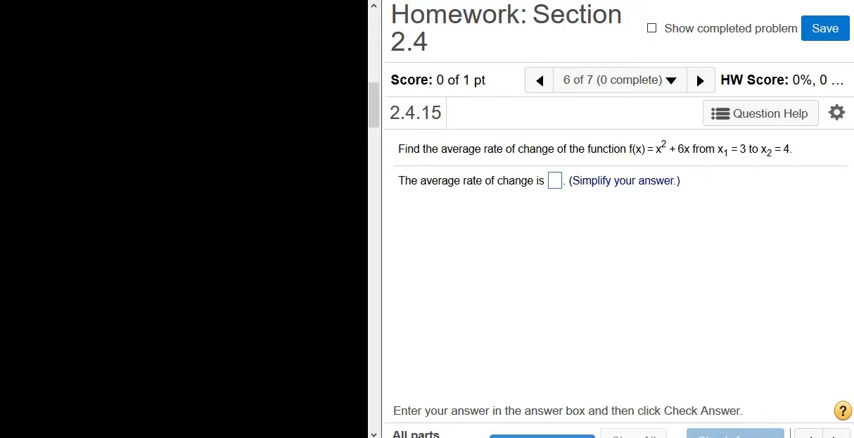 Homework: Section
2.4
Show completed problem
Save
Score: 0 of 1 pt
6 of 7 (0 complete)
HW Score: 0%, 0 ...
2.4.15
Question Help
Find the average rate of change of the function f(x) = x² + 6x from x₁ = 3 to x₂ = 4.
The average rate of change is . (Simplify your answer.)
Enter your answer in the answer box and then click Check Answer.
?
All parts